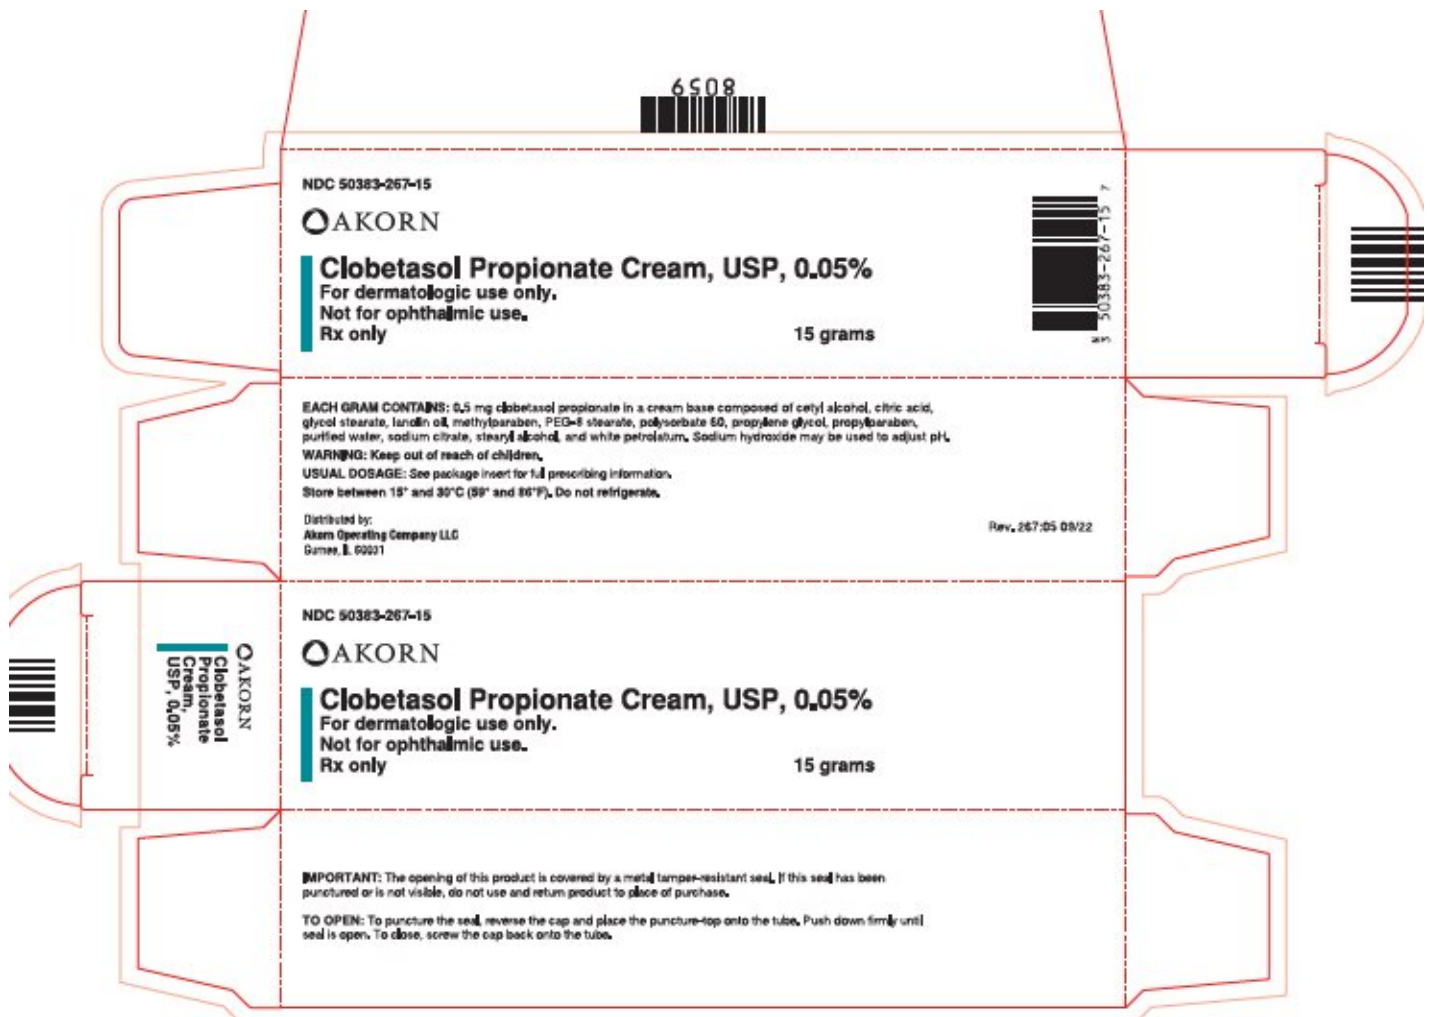 8059
NDC 50383-267-15
AKORN
Clobetasol Propionate Cream, USP, 0.05%
For dermatologic use only.
Not for ophthalmic use.
Rx only 15 grams
3 50383-267-15 7
EACH GRAM CONTAINS: 0.5 mg clobetasol propionate in a cream base composed of cetyl alcohol, citric acid,
glycol stearate, lanolin oil, methylparaben, PEG-8 stearate, polysorbate 60, propylene glycol, propylparaben,
purified water, sodium citrate, stearyl alcohol, and white petrolatum. Sodium hydroxide may be used to adjust pH.
WARNING: Keep out of reach of children.
USUAL DOSAGE: See package insert for full prescribing information.
Store between 15° and 30°C (59° and 86°F). Do not refrigerate.
Distributed by:
Akorn Operating Company LLC
Gurnee, IL 60031
Rev. 267:05 09/22
NDC 50383-267-15
AKORN
Clobetasol Propionate Cream, USP, 0.05%
For dermatologic use only.
Not for ophthalmic use.
Rx only 15 grams
AKORN
Clobetasol
Propionate
Cream,
USP, 0.05%
IMPORTANT: The opening of this product is covered by a metal tamper-resistant seal. If this seal has been
punctured or is not visible, do not use and return product to place of purchase.
TO OPEN: To puncture the seal, reverse the cap and place the puncture-top onto the tube. Push down firmly until
seal is open. To close, screw the cap back onto the tube.